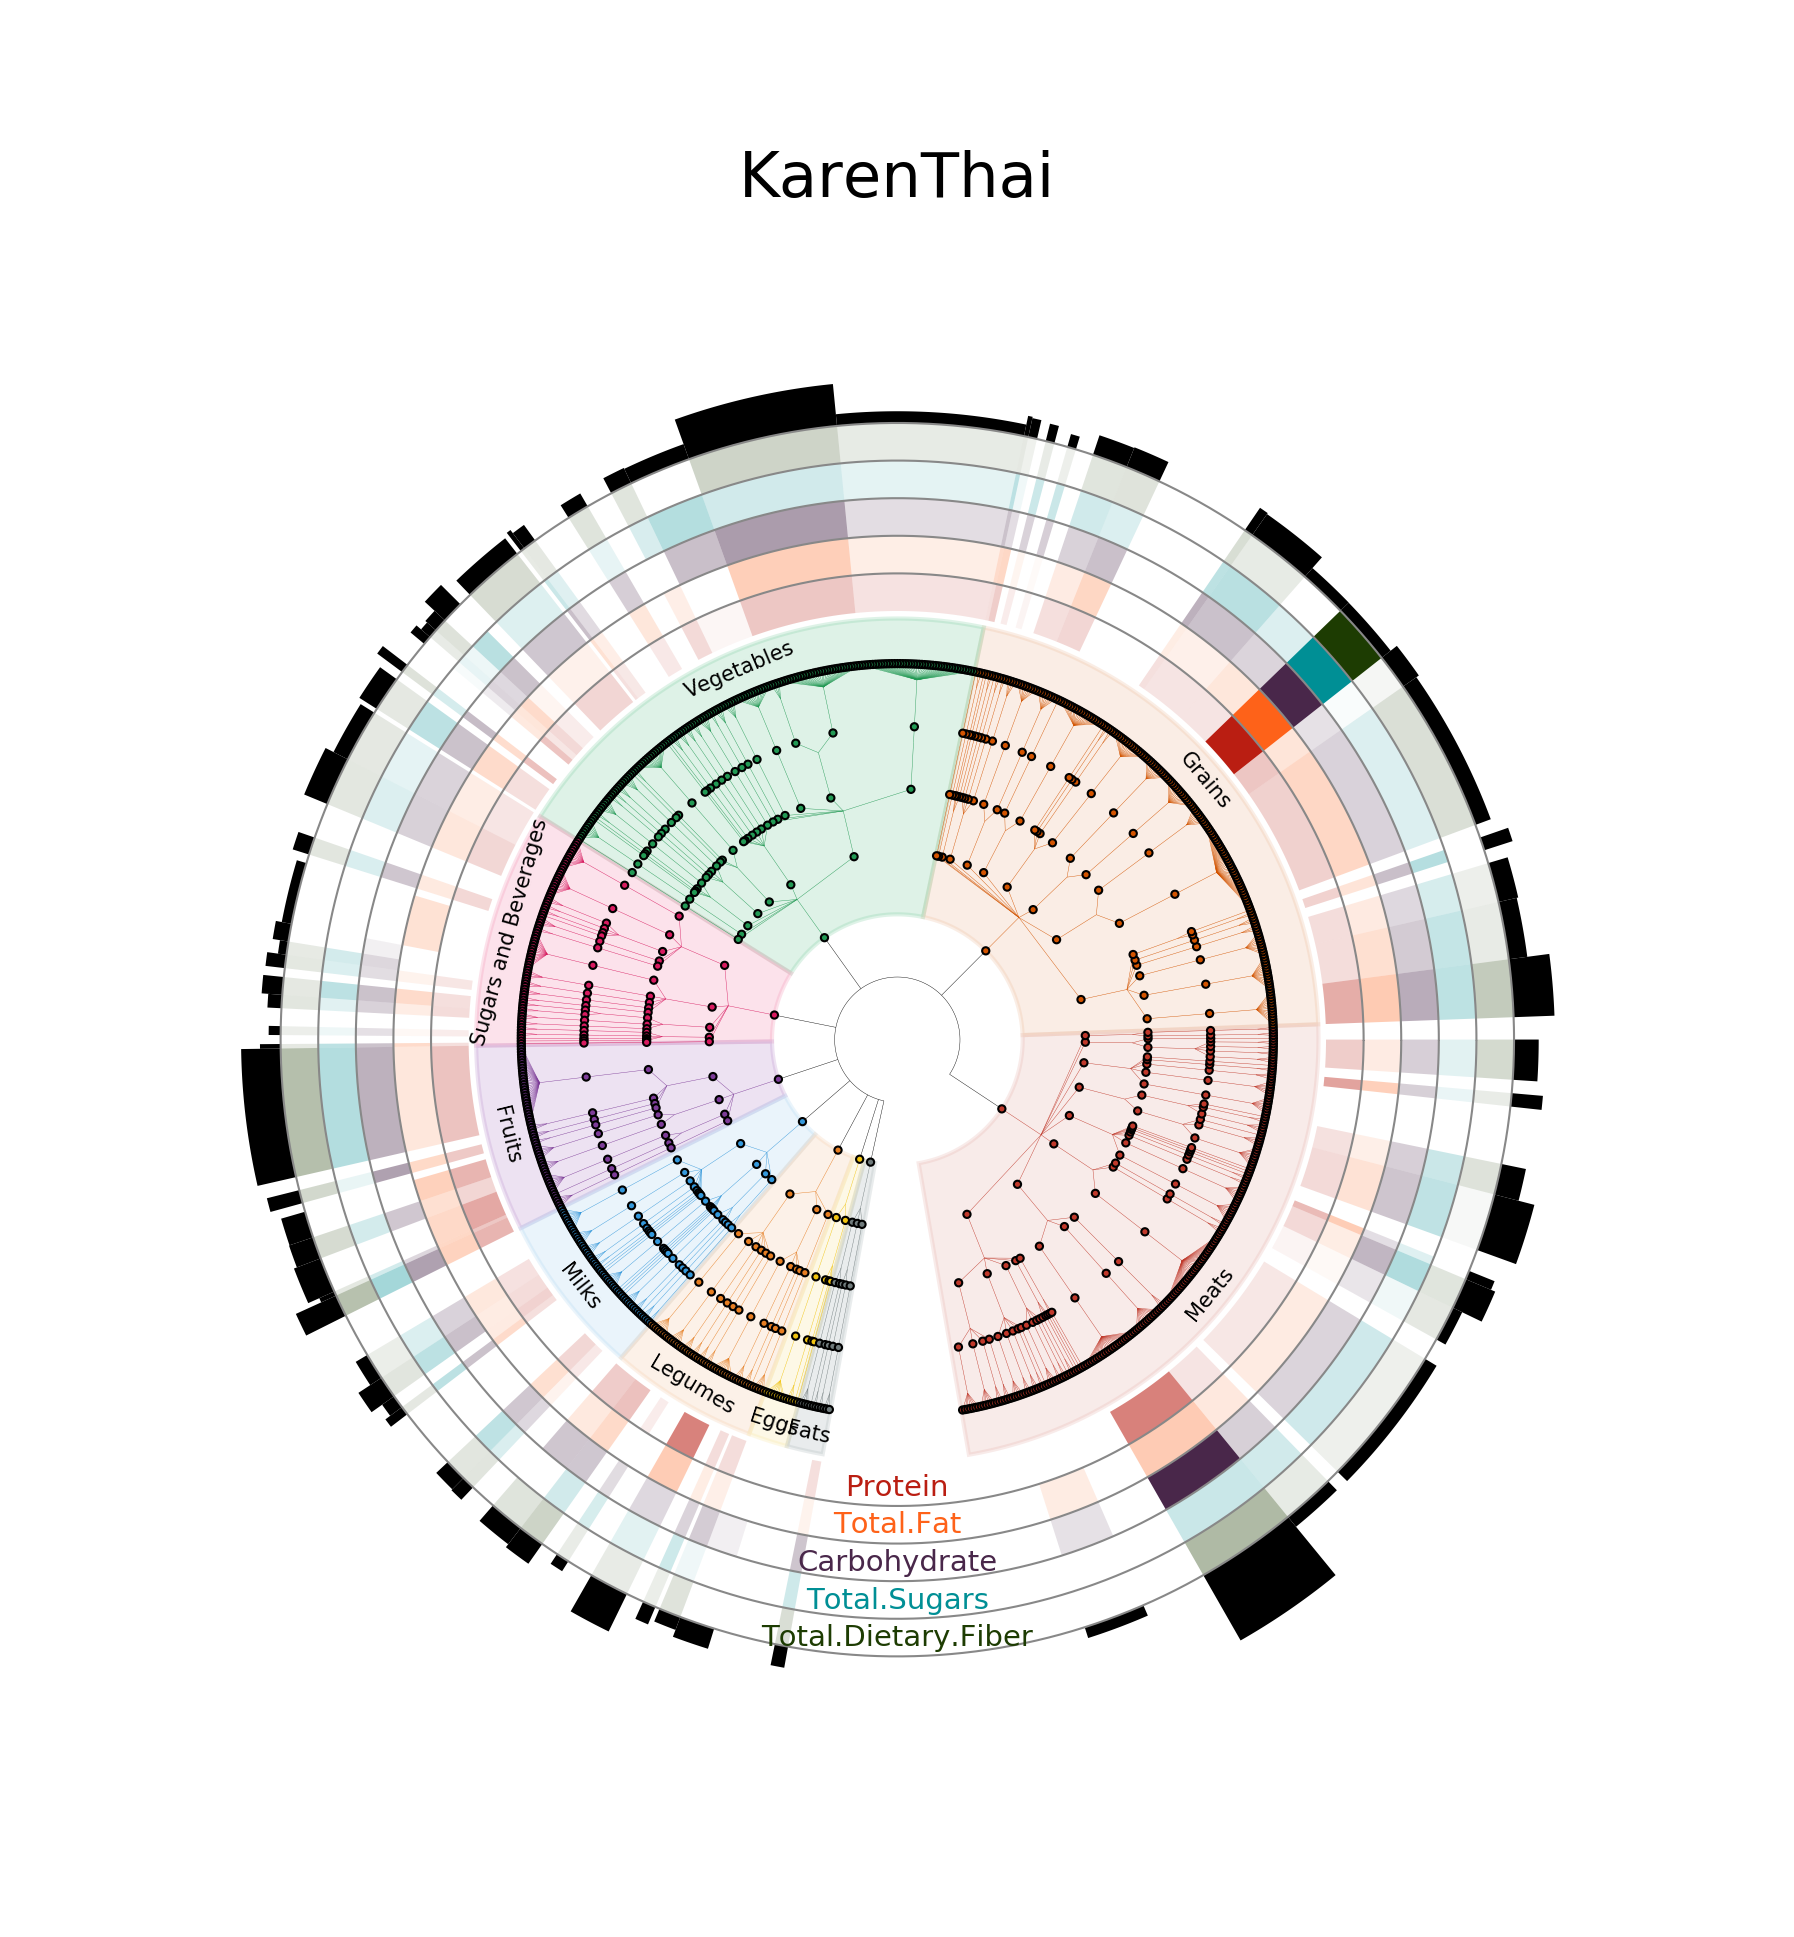 KarenThai
Vegetables
Grains
Sugars and Beverages
Fruits
Milks
Meats
Legumes
Eggs
Fats
Protein
Total.Fat
Carbohydrate
Total.Sugars
Total.Dietary.Fiber